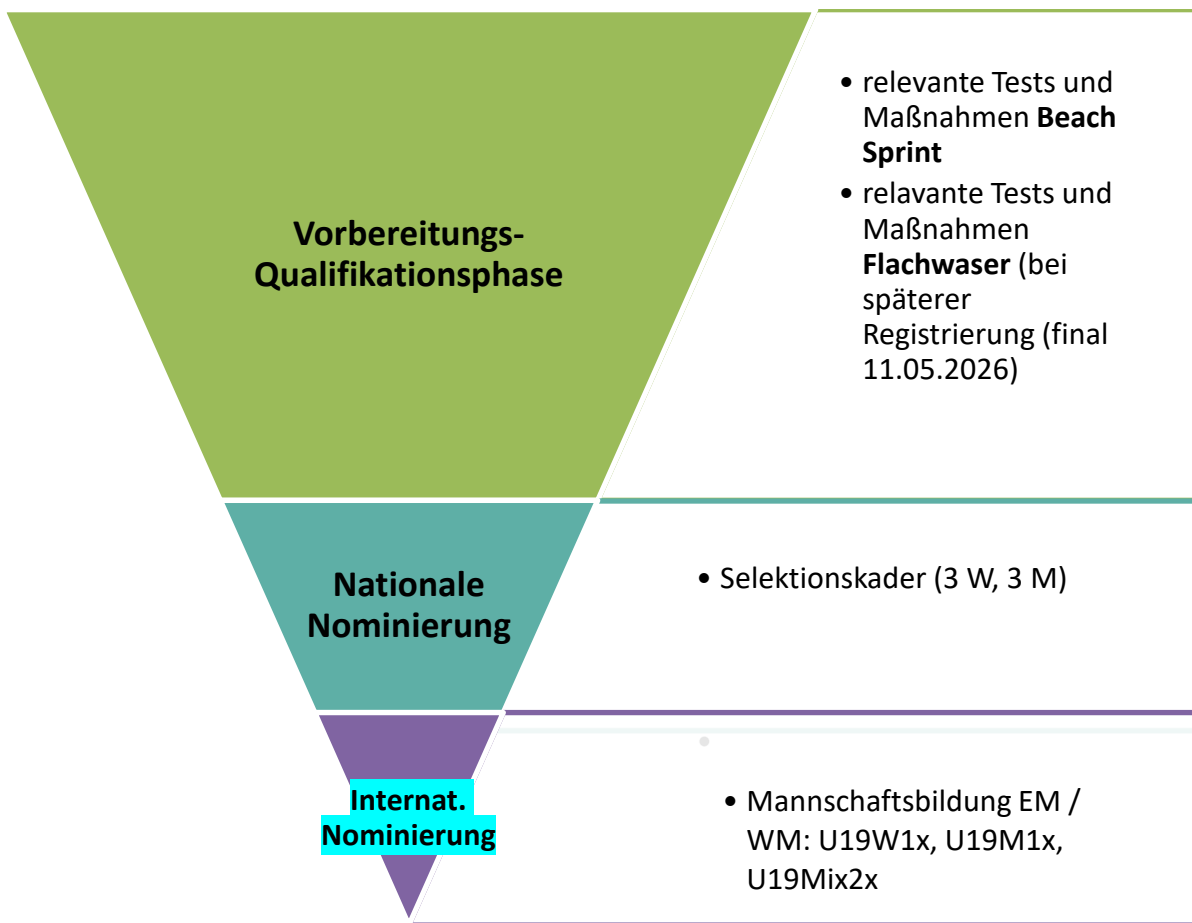 Vorbereitungs-
Qualifikationsphase
• relevante Tests und
Maßnahmen Beach
Sprint
• relavante Tests und
Maßnahmen
Flachwaser (bei
späterer
Registrierung (final
11.05.2026)
Nationale
Nominierung
• Selektionskader (3 W, 3 M)
Internat.
Nominierung
• Mannschaftsbildung EM /
WM: U19W1x, U19M1x,
U19Mix2x